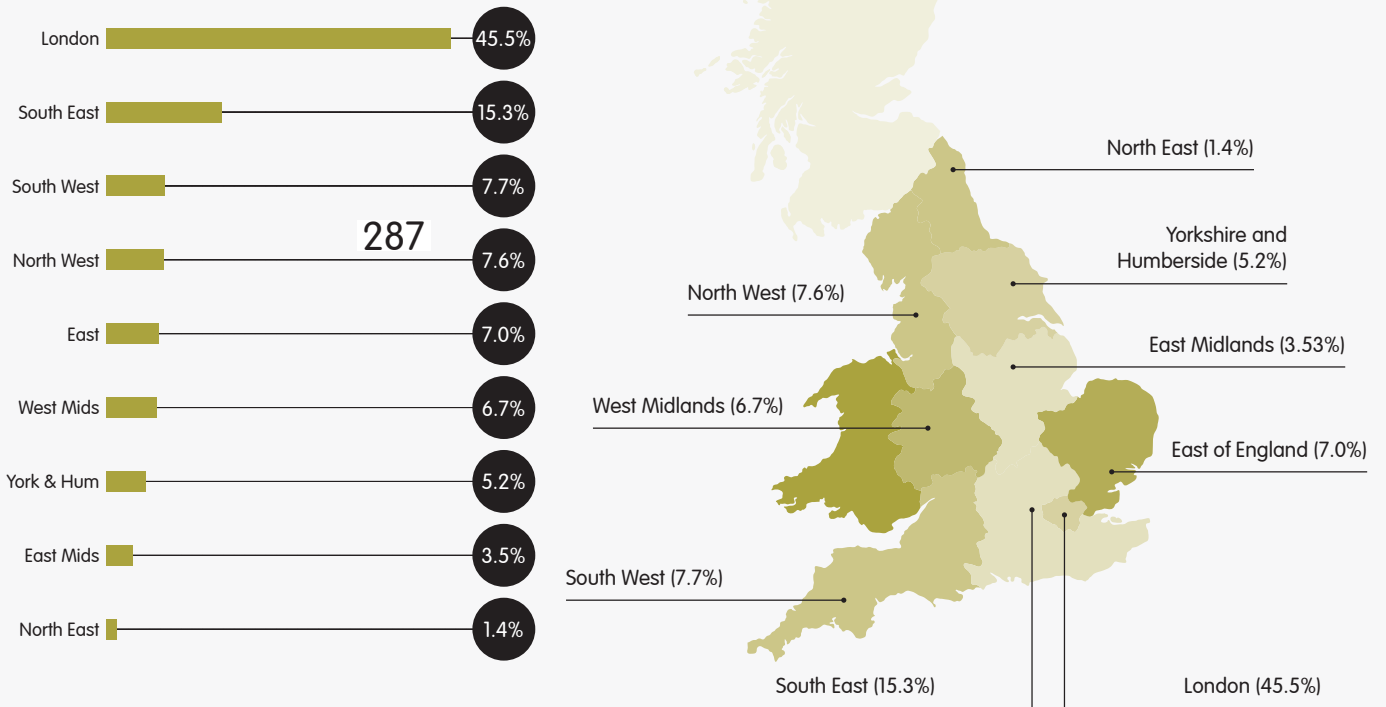 London 45.5%
South East 15.3%
South West 7.7%
287
North West 7.6%
East 7.0%
West Mids 6.7%
York & Hum 5.2%
East Mids 3.5%
North East 1.4%
North East (1.4%)
Yorkshire and
Humberside (5.2%)
North West (7.6%)
East Midlands (3.53%)
West Midlands (6.7%)
East of England (7.0%)
South West (7.7%)
South East (15.3%)
London (45.5%)